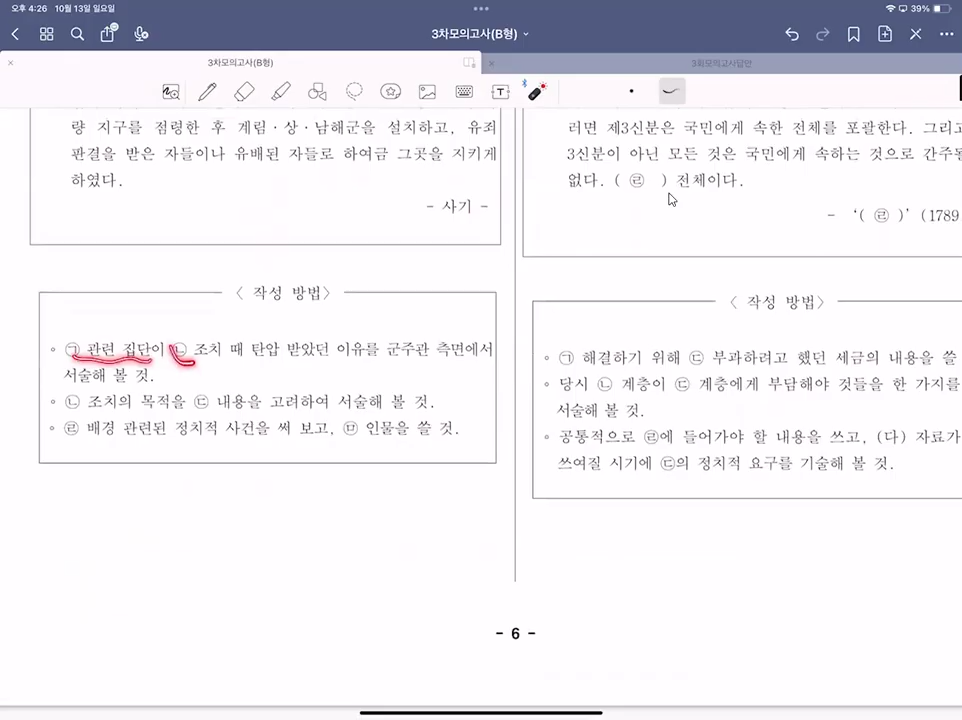 오후 4:26 10월 13일 일요일
39%
3차모의고사(B형)
3차모의고사(B형)
3회모의고사답안
량 지구를 점령한 후 계림·상·남해군을 설치하고, 유죄
판결을 받은 자들이나 유배된 자들로 하여금 그곳을 지키게
하였다.
- 사기 -
〈 작성 방법〉
◦ ㉠ 관련 집단이 ㉡ 조치 때 탄압 받았던 이유를 군주관 측면에서
서술해 볼 것.
◦ ㉡ 조치의 목적을 ㉢ 내용을 고려하여 서술해 볼 것.
◦ ㉣ 배경 관련된 정치적 사건을 써 보고, ㉤ 인물을 쓸 것.
러면 제3신분은 국민에게 속한 전체를 포괄한다. 그리고
3신분이 아닌 모든 것은 국민에게 속하는 것으로 간주될
없다. ( ㉣ ) 전체이다.
- ‘( ㉣ )’ (1789
〈 작성 방법〉
◦ ㉠ 해결하기 위해 ㉢ 부과하려고 했던 세금의 내용을 쓸
◦ 당시 ㉡ 계층이 ㉢ 계층에게 부담해야 것들을 한 가지를
서술해 볼 것.
◦ 공통적으로 ㉣에 들어가야 할 내용을 쓰고, (다) 자료가
쓰여질 시기에 ㉢의 정치적 요구를 기술해 볼 것.
- 6 -